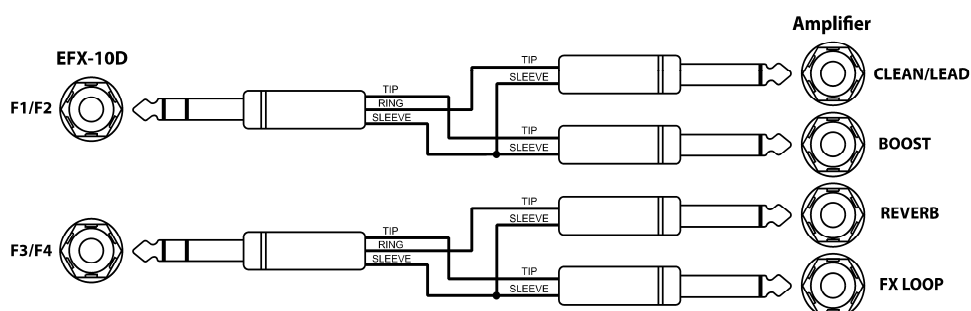 Amplifier
EFX-10D
TIP
SLEEVE
CLEAN/LEAD
F1/F2
TIP
RING
SLEEVE
TIP
SLEEVE
BOOST
TIP
SLEEVE
REVERB
F3/F4
TIP
RING
SLEEVE
TIP
SLEEVE
FX LOOP